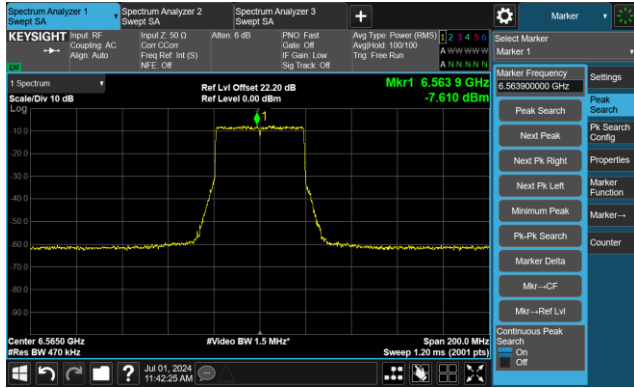 Spectrum Analyzer 1
Swept SA
Spectrum Analyzer 2
Swept SA
Spectrum Analyzer 3
Swept SA
+
Marker
KEYSIGHT
Input: RF
Coupling: AC
Align: Auto
Input Z: 50 Ω
Corr CCorr
Freq Ref: Int (S)
NFE: Off
Atten: 6 dB
PNO: Fast
Gate: Off
IF Gain: Low
Sig Track: Off
Avg Type: Power (RMS)
Avg|Hold: 100/100
Trig: Free Run
1 2 3 4 5 6
A W W W W W
A N N N N N
Select Marker
Marker 1
1 Spectrum
Scale/Div 10 dB
Log
Ref Lvl Offset 22.20 dB
Ref Level 0.00 dBm
Mkr1 6.563 9 GHz
-7.610 dBm
1
-10.0
-20.0
-30.0
-40.0
-50.0
-60.0
-70.0
-80.0
-90.0
Center 6.5650 GHz
#Res BW 470 kHz
#Video BW 1.5 MHz*
Span 200.0 MHz
Sweep 1.20 ms (2001 pts)
Marker Frequency
6.563900000 GHz
Peak Search
Next Peak
Next Pk Right
Next Pk Left
Minimum Peak
Pk-Pk Search
Marker Delta
Mkr→CF
Mkr→Ref Lvl
Continuous Peak
Search
On
Off
Settings
Peak
Search
Pk Search
Config
Properties
Marker
Function
Marker→
Counter
?
Jul 01, 2024
11:42:25 AM